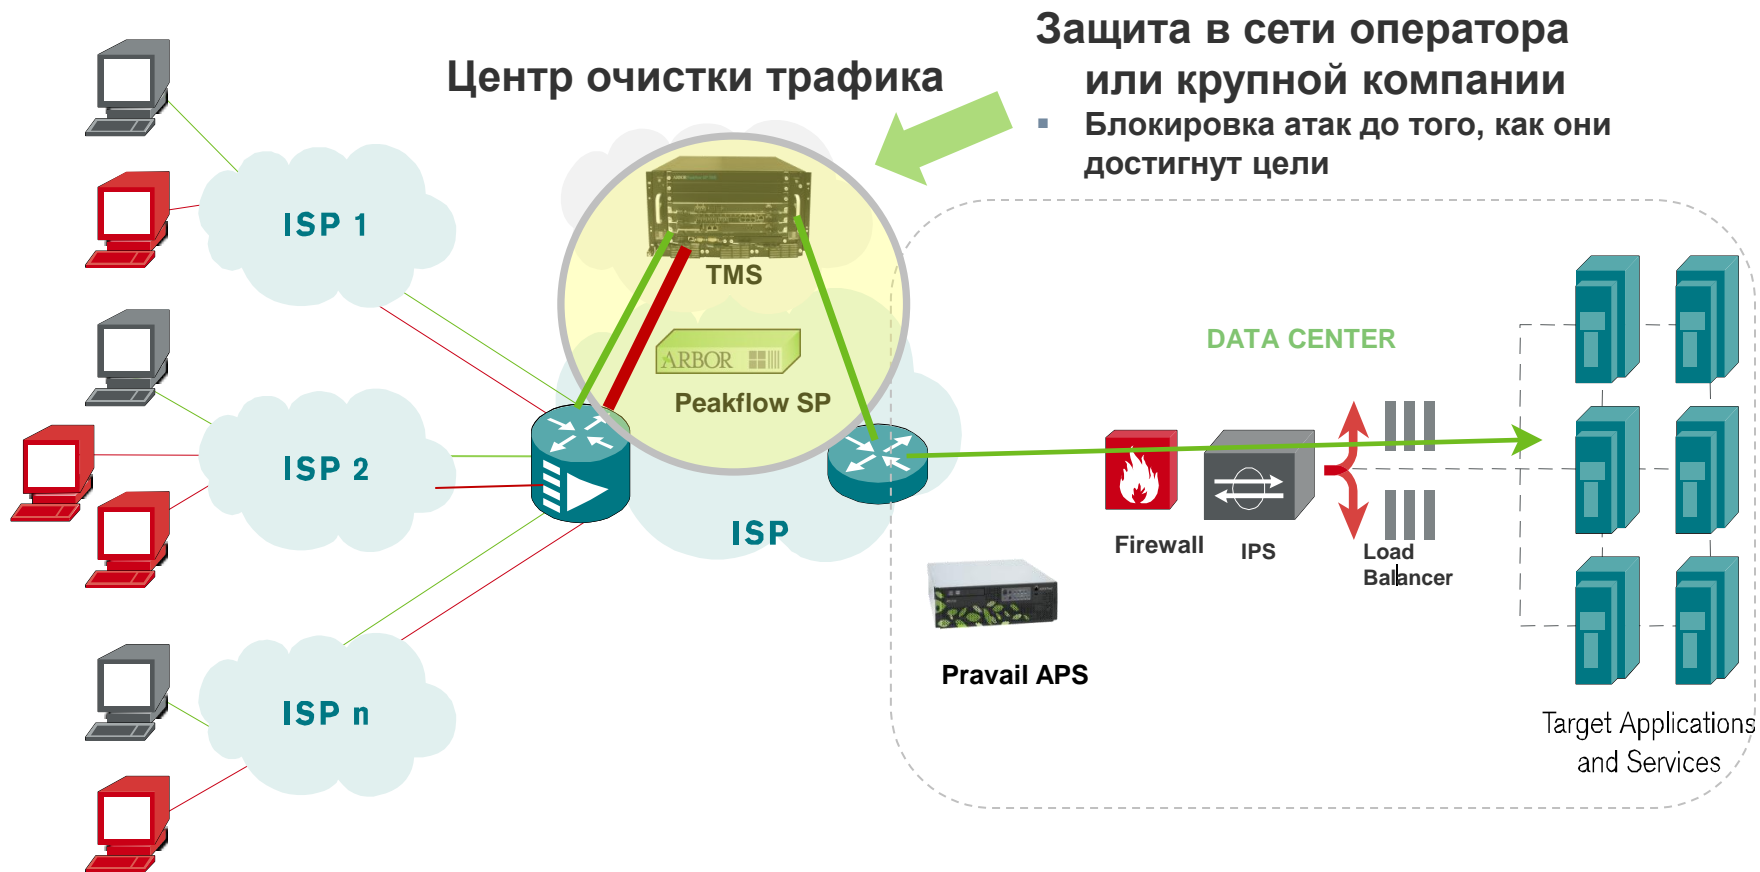 Защита в сети оператора
или крупной компании
Центр очистки трафика
Блокировка атак до того, как они
достигнут цели
ISP 1
TMS
DATA CENTER
ARBOR
Peakflow SP
ISP 2
ISP
Firewall
IPS
Load
Balancer
Pravail APS
ISP n
Target Applications
and Services